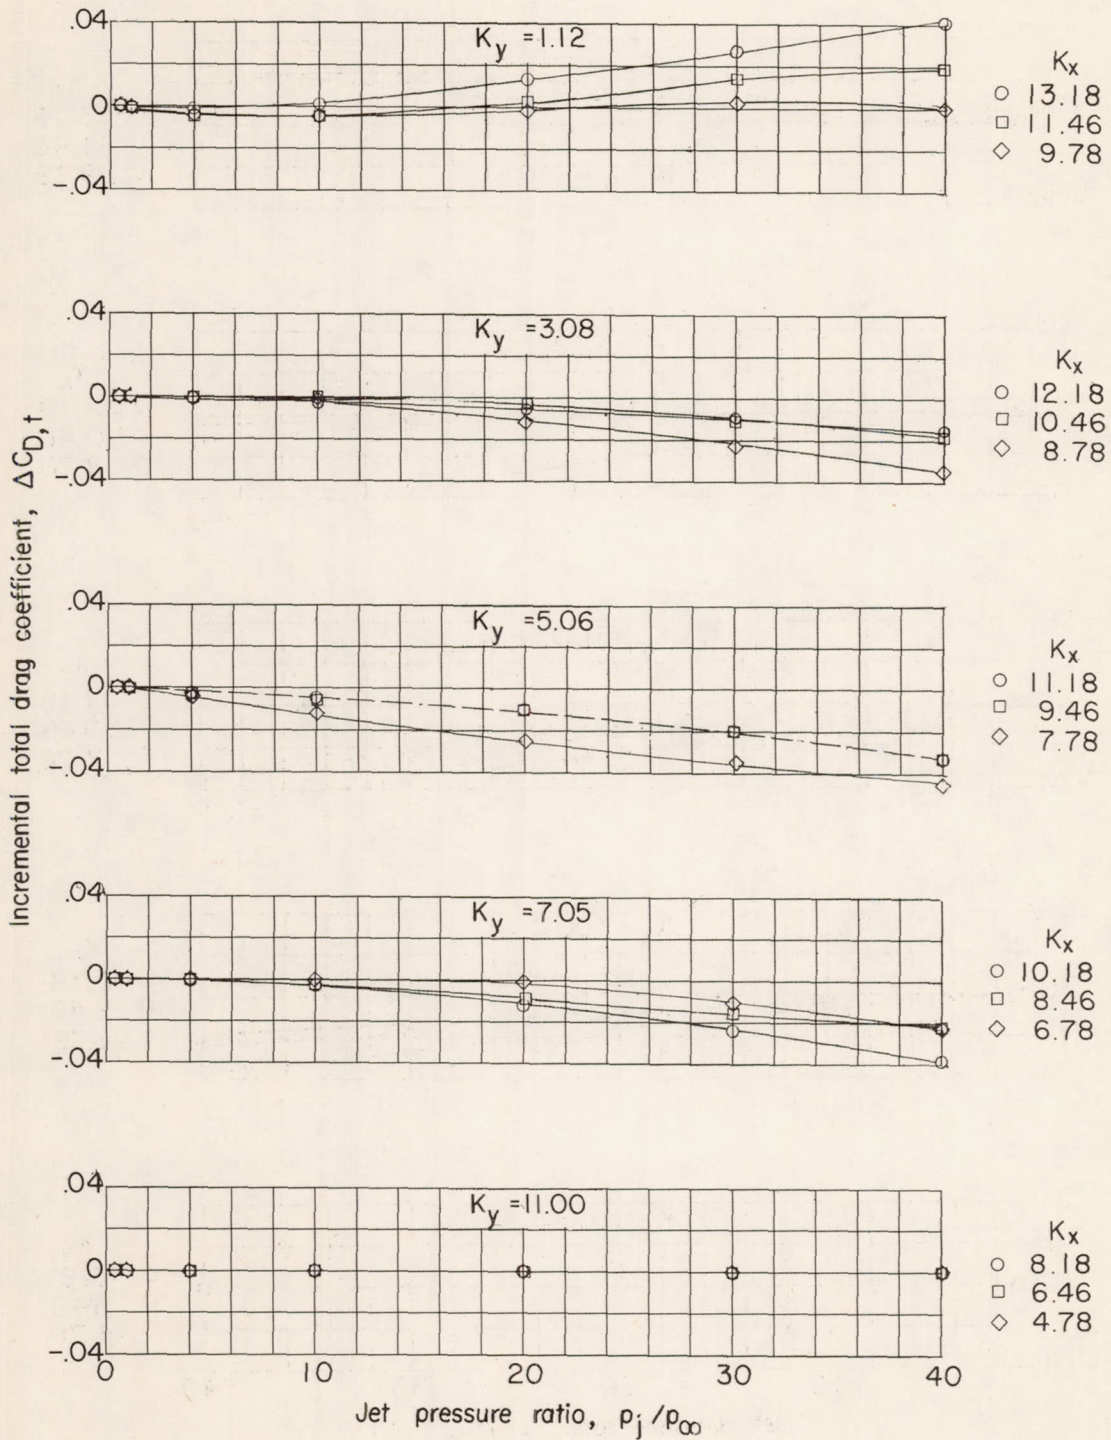 .04
0
-.04
Ky =1.12
Kx
13.18
11.46
9.78
.04
0
-.04
Ky =3.08
Kx
12.18
10.46
8.78
Incremental total drag coefficient, ΔCD,t
.04
0
-.04
Ky =5.06
Kx
11.18
9.46
7.78
.04
0
-.04
Ky =7.05
Kx
10.18
8.46
6.78
.04
0
-.04
Ky =11.00
Kx
8.18
6.46
4.78
0 10 20 30 40
Jet pressure ratio, pj/p∞